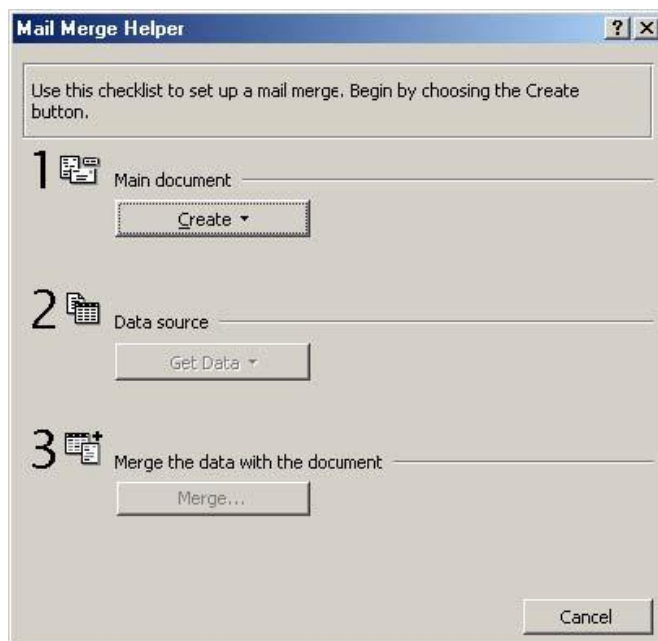 Mail Merge Helper
Use this checklist to set up a mail merge. Begin by choosing the Create
button.
1 Main document
Create
2 Data source
Get Data
3 Merge the data with the document
Merge...
Cancel